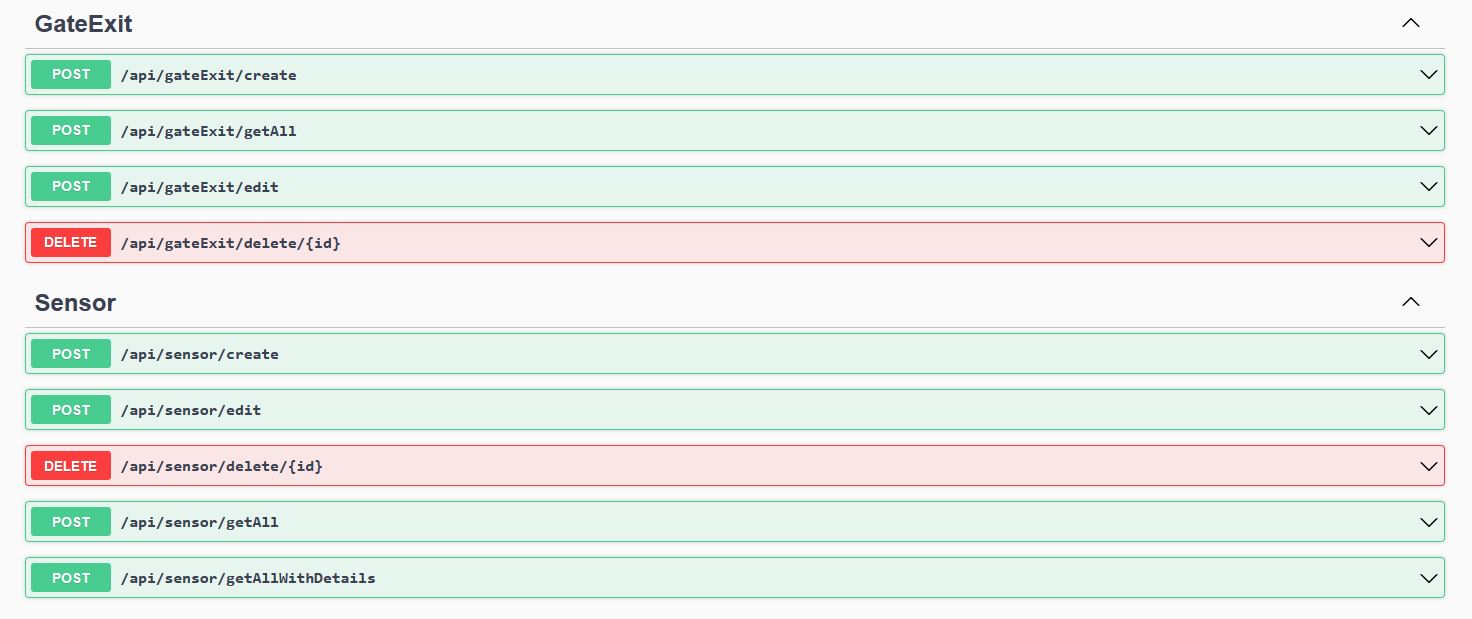 GateExit
POST /api/gateExit/create
POST /api/gateExit/getAll
POST /api/gateExit/edit
DELETE /api/gateExit/delete/{id}
Sensor
POST /api/sensor/create
POST /api/sensor/edit
DELETE /api/sensor/delete/{id}
POST /api/sensor/getAll
POST /api/sensor/getAllWithDetails